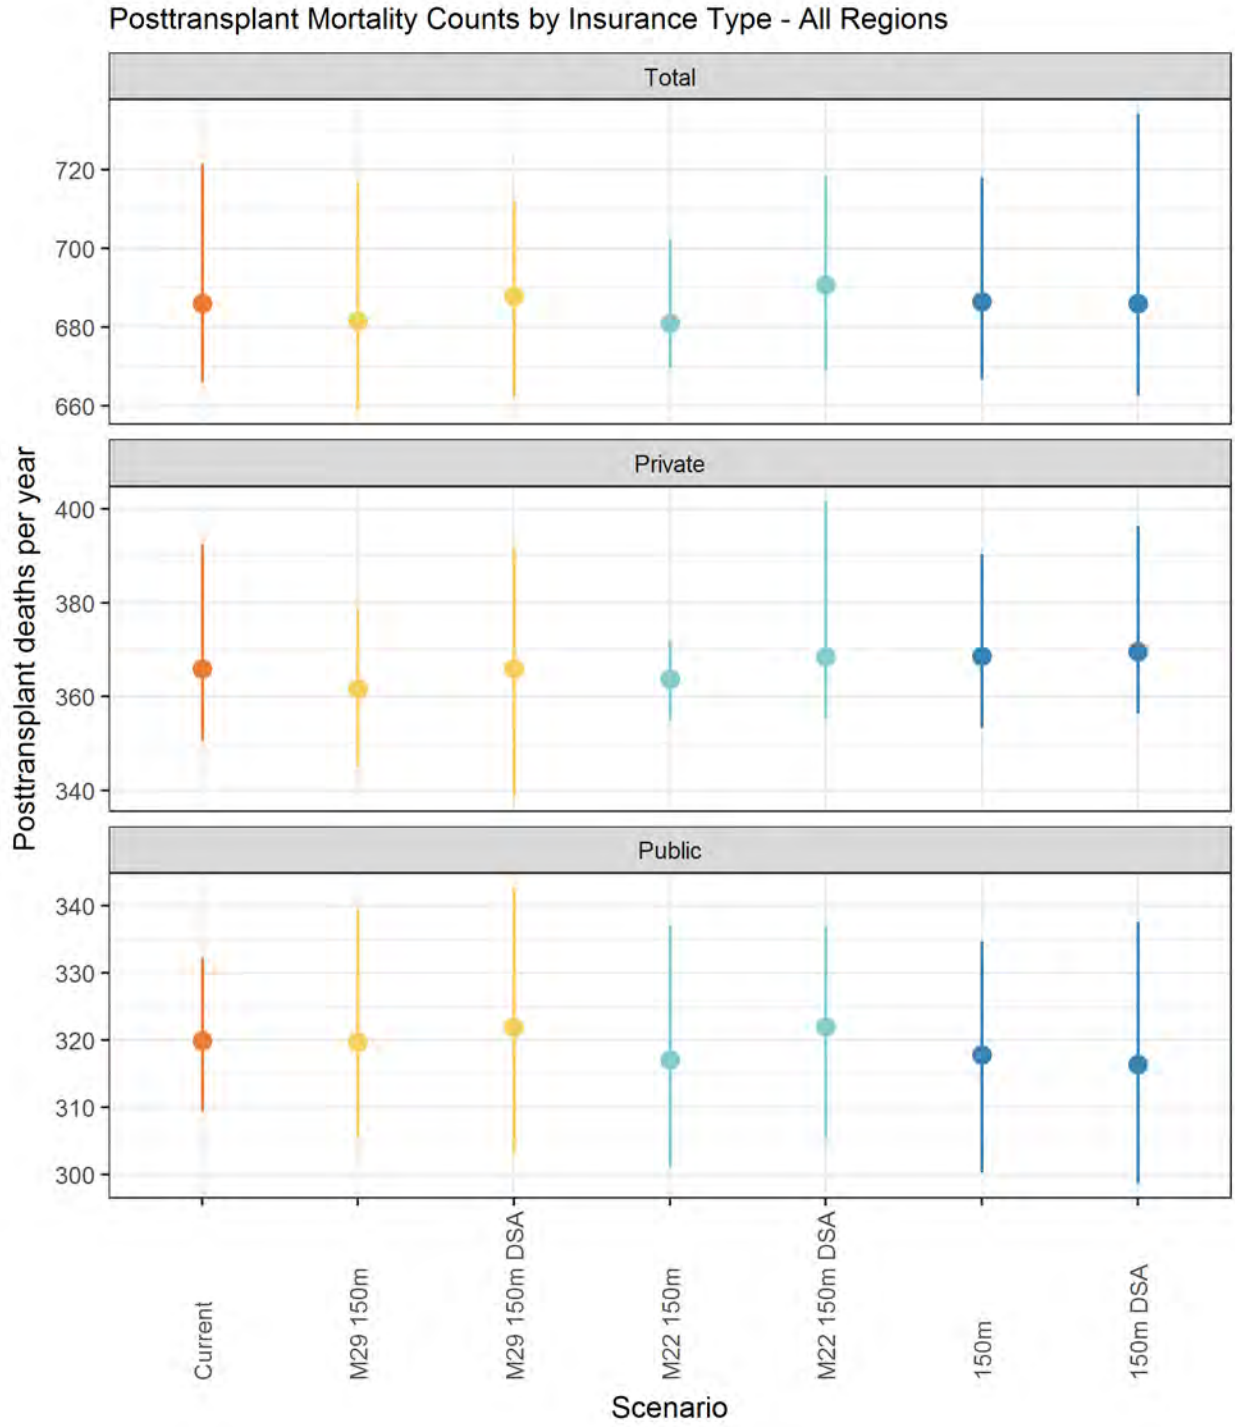 Posttransplant Mortality Counts by Insurance Type - All Regions
Total
720
700
680
660
Private
400
380
360
340
Public
340
330
320
310
300
Posttransplant deaths per year
Current
M29 150m
M29 150m DSA
M22 150m
M22 150m DSA
150m
150m DSA
Scenario